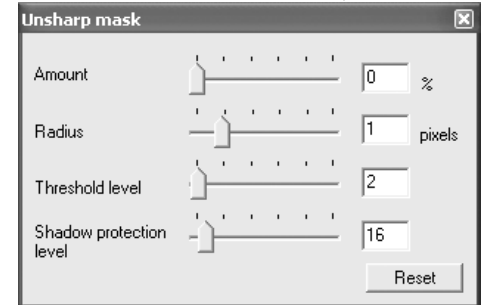 Unsharp mask
Amount 0 %
Radius 1 pixels
Threshold level 2
Shadow protection
level 16
Reset